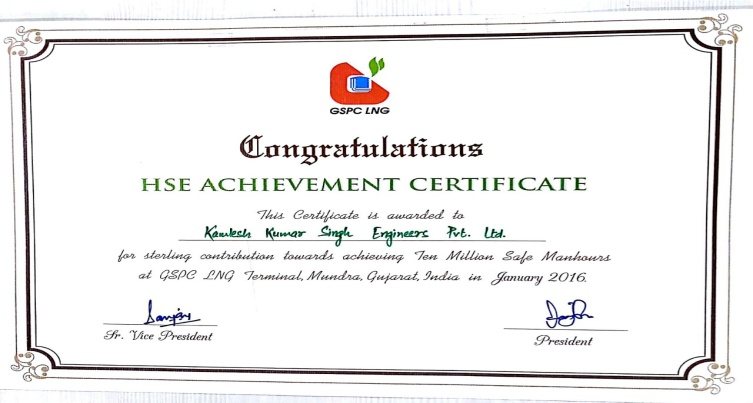 GSPC LNG
Congratulations
HSE ACHIEVEMENT CERTIFICATE
This Certificate is awarded to
Kamlesh Kumar Singh Engineers Pvt. Ltd.
for sterling contribution towards achieving Ten Million Safe Manhours
at GSPC LNG Terminal, Mundra, Gujarat, India in January 2016.
Sr. Vice President
President